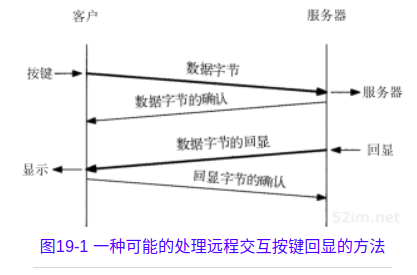 客户
服务器
按键
数据字节
服务器
数据字节的确认
数据字节的回显
回显
显示
回显字节的确认
52im.net
图19-1 一种可能的处理远程交互按键回显的方法